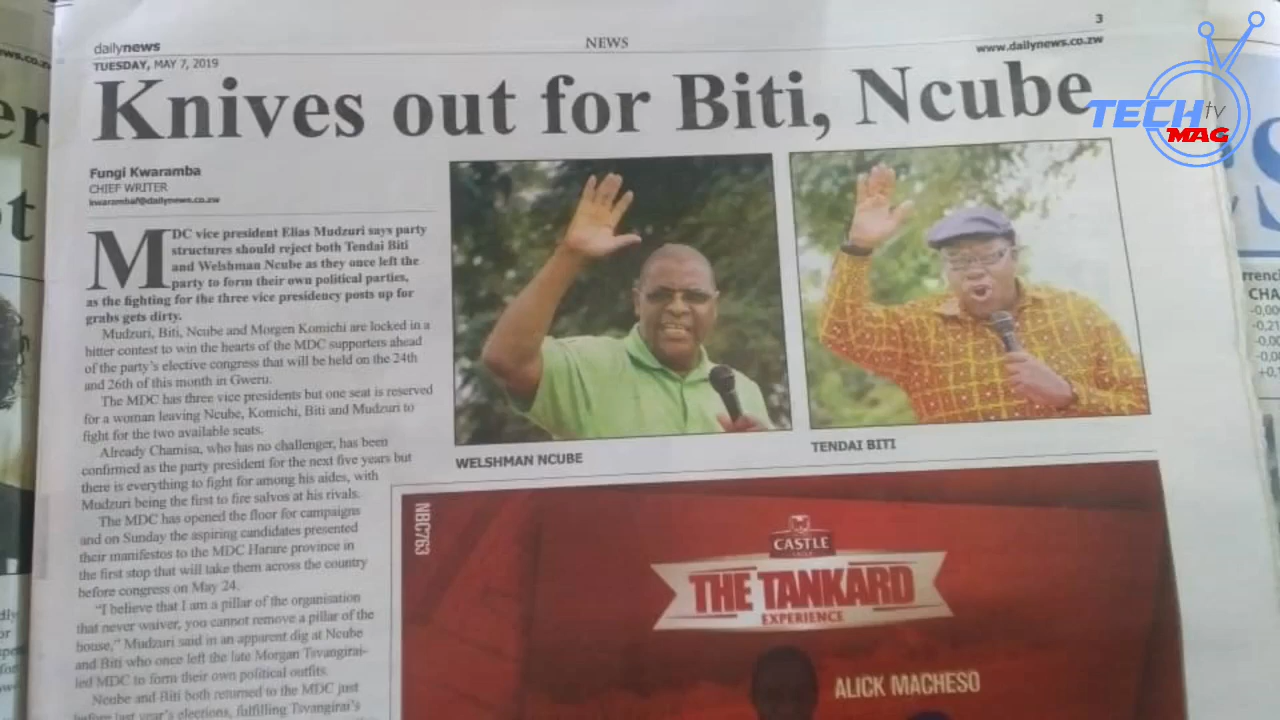 3
dailynews
NEWS
www.dailynews.co.zw
TUESDAY, MAY 7, 2019
Knives out for Biti, Ncube
TECH tv
MAG
Fungi Kwaramba
CHIEF WRITER
kwarambaf@dailynews.co.zw
MDC vice president Elias Mudzuri says party
structures should reject both Tendai Biti
and Welshman Ncube as they once left the
party to form their own political parties,
as the fighting for the three vice presidency posts up for
grabs gets dirty.
Mudzuri, Biti, Ncube and Morgen Komichi are locked in a
bitter contest to win the hearts of the MDC supporters ahead
of the party's elective congress that will be held on the 24th
and 26th of this month in Gweru.
The MDC has three vice presidents but one seat is reserved
for a woman leaving Ncube, Komichi, Biti and Mudzuri to
fight for the two available seats.
Already Chamisa, who has no challenger, has been
confirmed as the party president for the next five years but
there is everything to fight for among his aides, with
Mudzuri being the first to fire salvos at his rivals.
The MDC has opened the floor for campaigns
and on Sunday the aspiring candidates presented
their manifestos to the MDC Harare province in
the first stop that will take them across the country
before congress on May 24.
"I believe that I am a pillar of the organisation
that never waiver, you cannot remove a pillar of the
house," Mudzuri said in an apparent dig at Ncube
and Biti who once left the late Morgan Tsvangirai-
led MDC to form their own political outfits.
Ncube and Biti both returned to the MDC just
before last year's elections, fulfilling Tsvangirai's
WELSHMAN NCUBE
TENDAI BITI
NBC763
CASTLE
THE TANKARD
EXPERIENCE
ALICK MACHESO
CHA